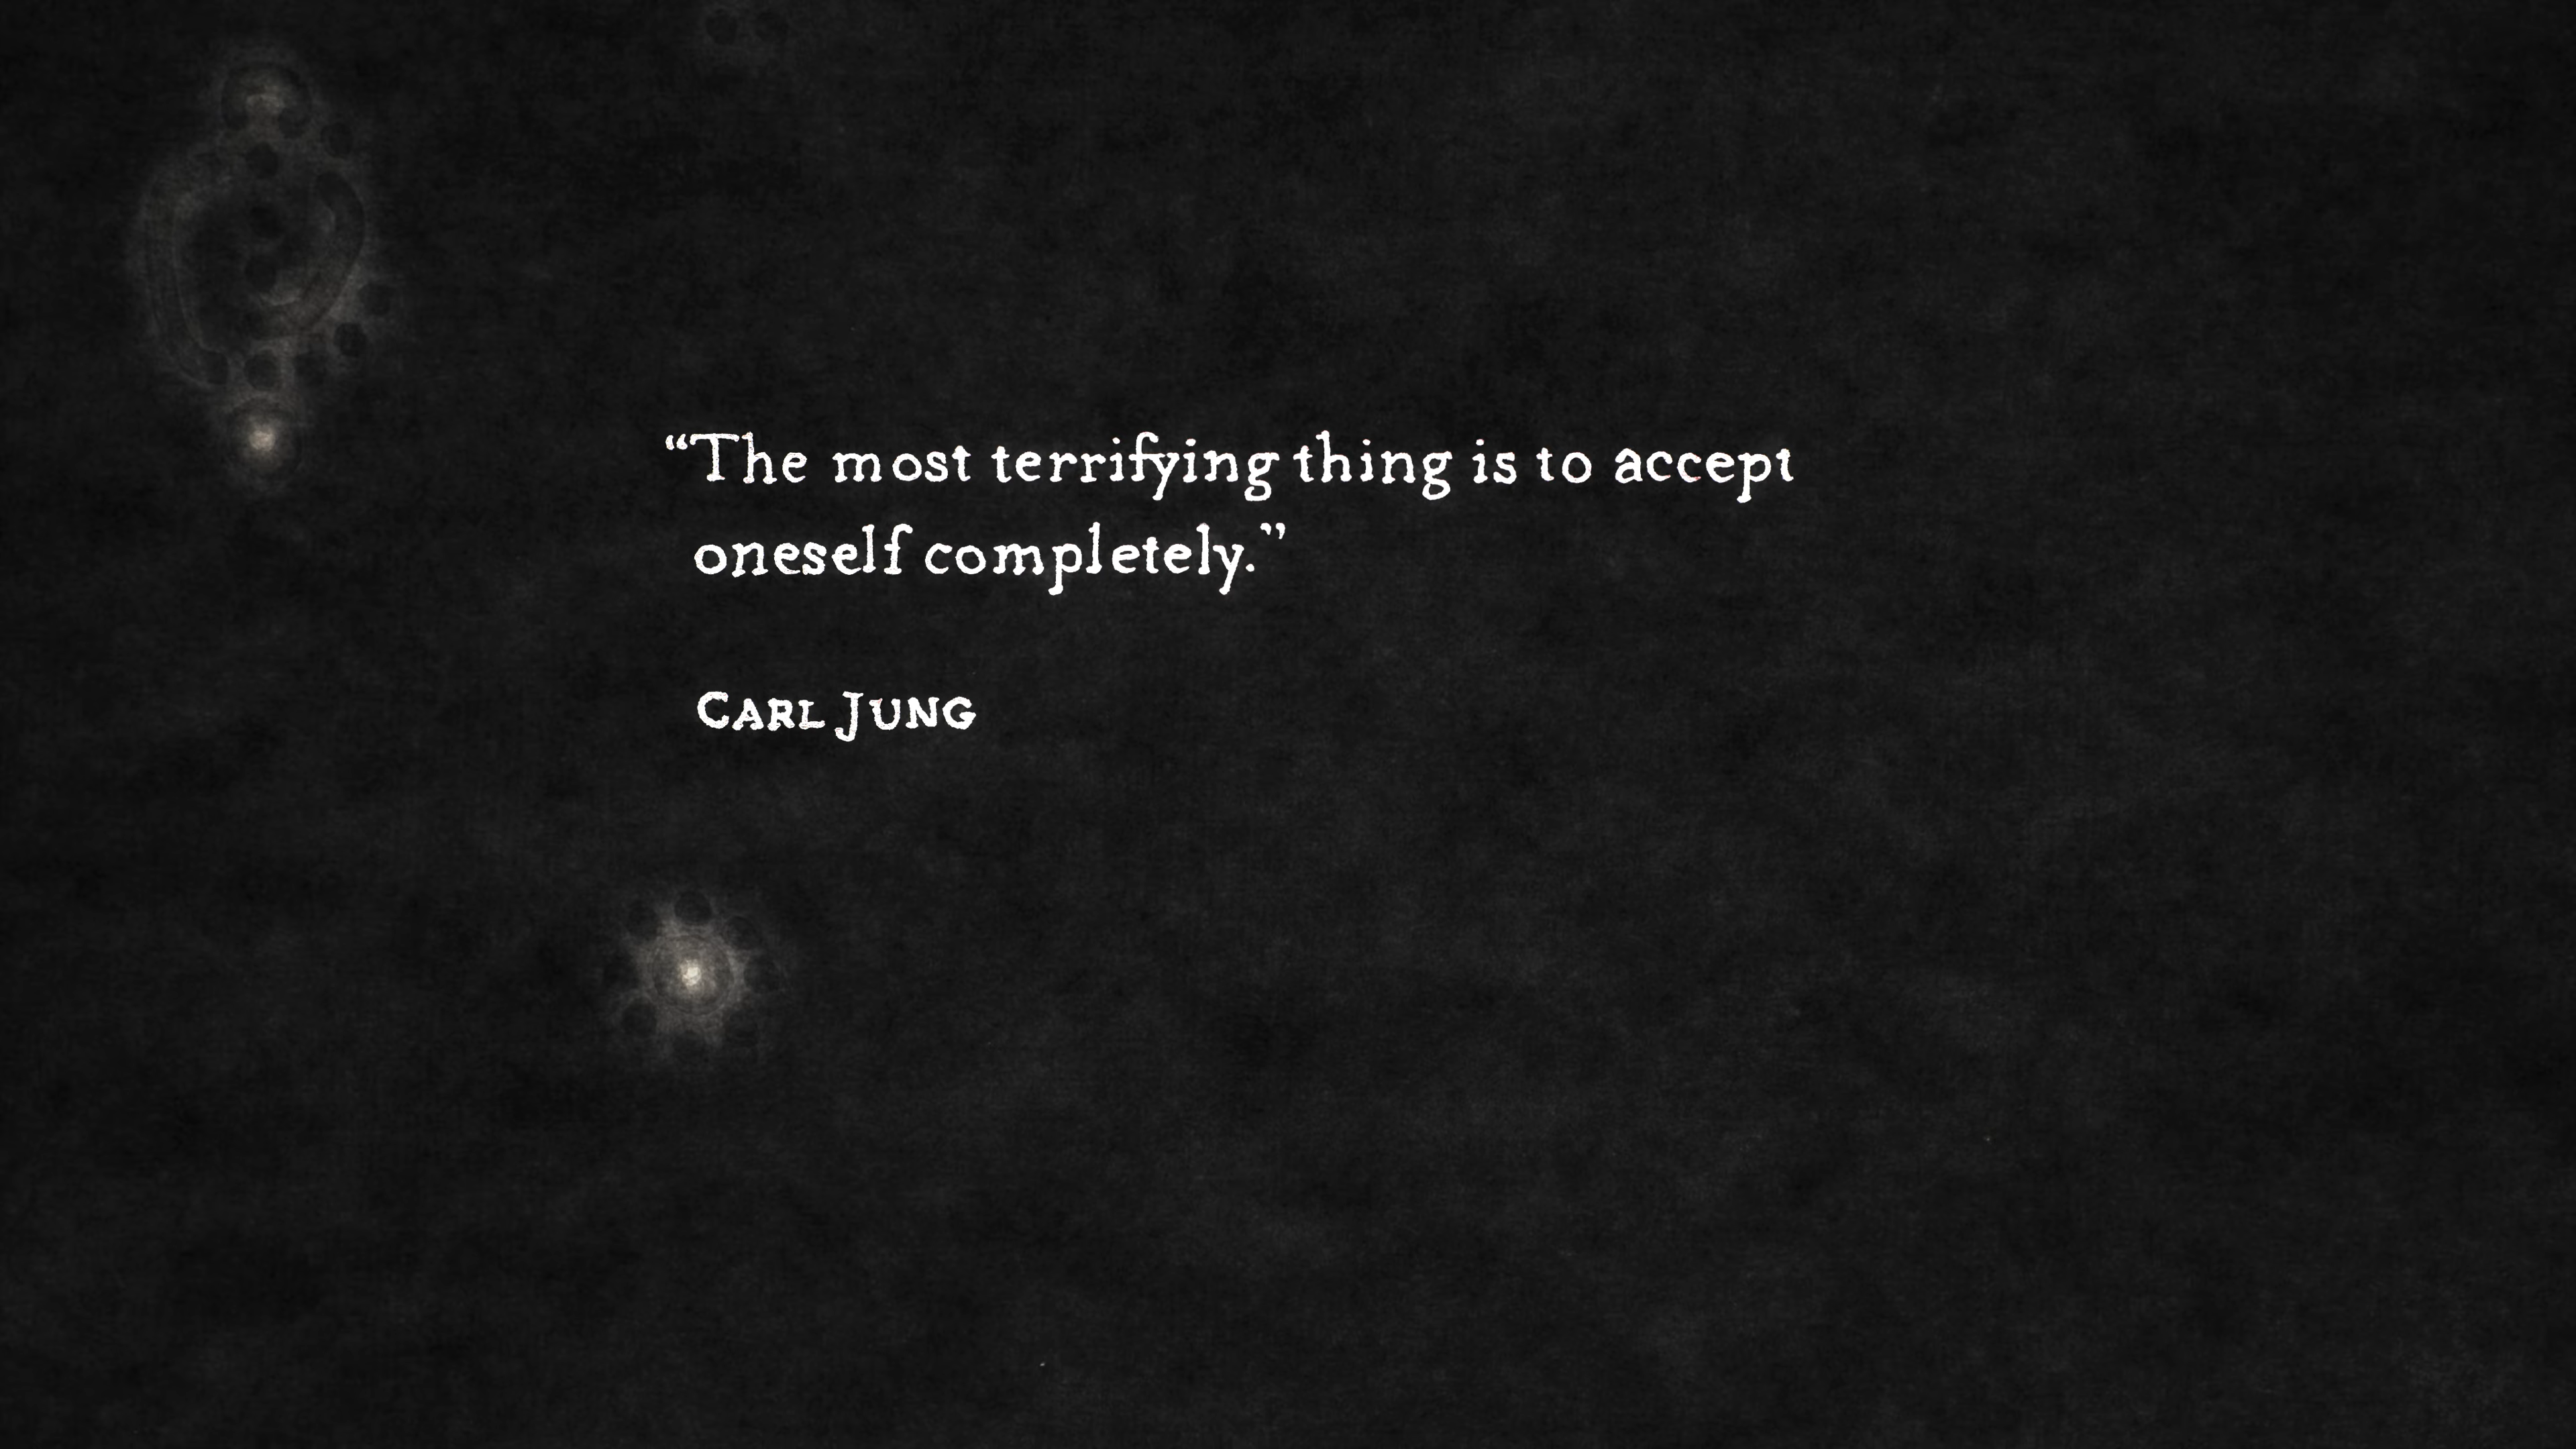 “The most terrifying thing is to accept
oneself completely.”
CARL JUNG